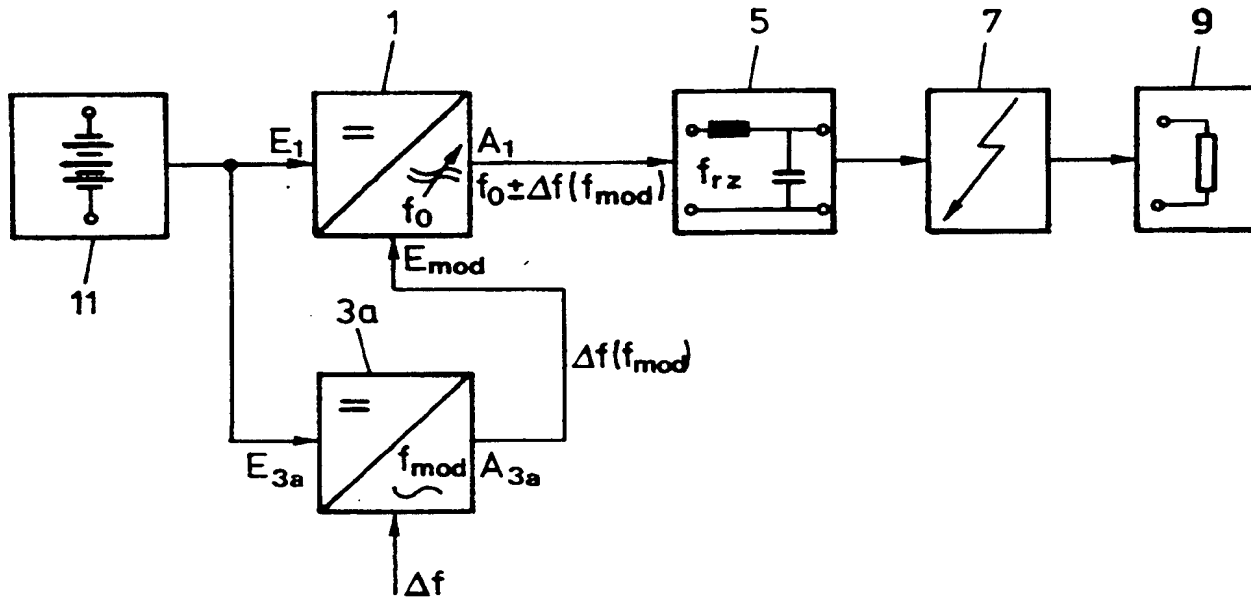 1
5
7
9
E₁
=
A₁
f₀
f₀±Δf(fmod)
frz
Emod
11
3a
Δf(fmod)
=
E₃ₐ
fmod
A₃ₐ
Δf